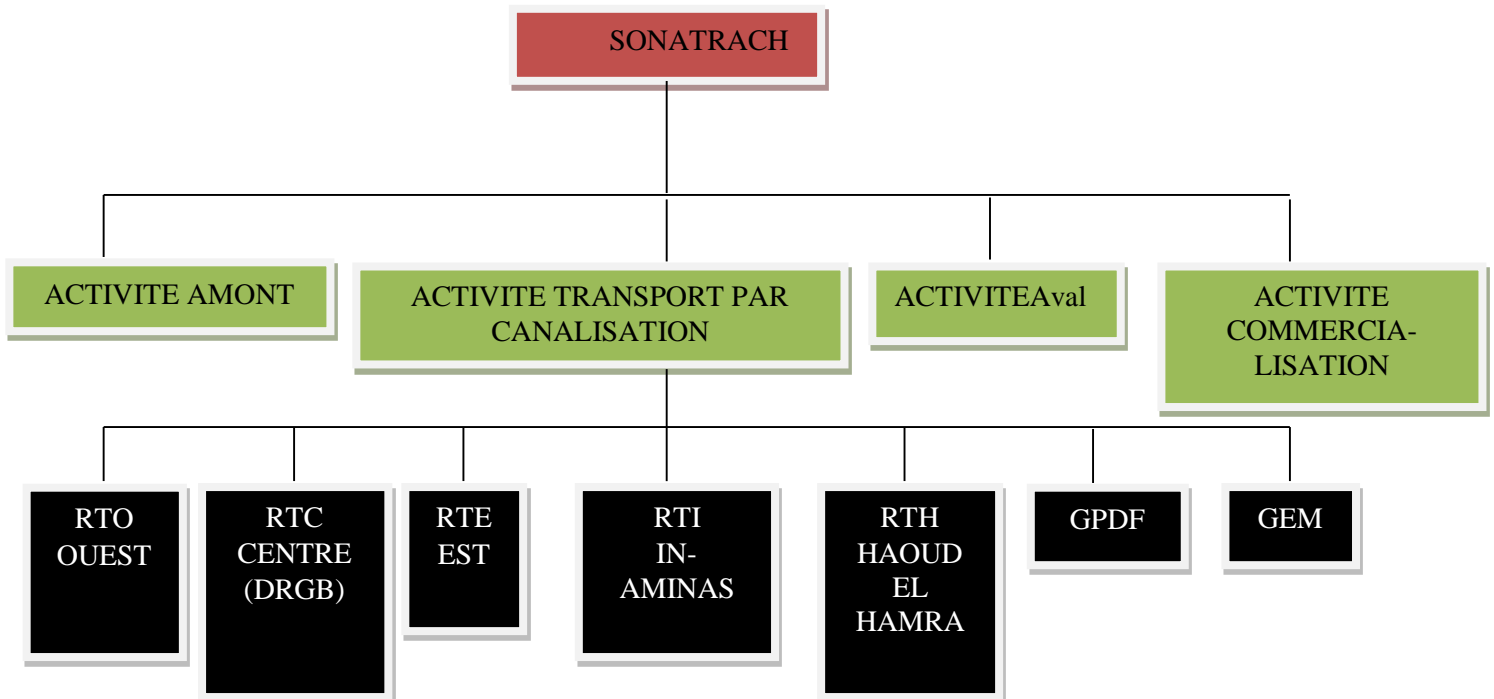 SONATRACH
ACTIVITE AMONT
ACTIVITE TRANSPORT PAR
CANALISATION
ACTIVITEAval
ACTIVITE
COMMERCIA-
LISATION
RTO
OUEST
RTC
CENTRE
(DRGB)
RTE
EST
RTI
IN-
AMINAS
RTH
HAOUD
EL
HAMRA
GPDF
GEM